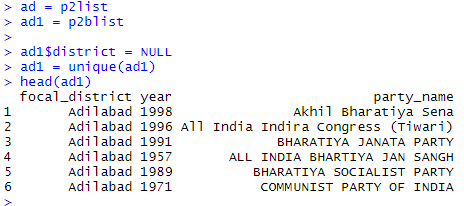 > ad = p2list
> ad1 = p2blist
>
> ad1$district = NULL
> ad1 = unique(ad1)
> head(ad1)
focal_district year party_name
1 Adilabad 1998 Akhil Bharatiya Sena
2 Adilabad 1996 All India Indira Congress (Tiwari)
3 Adilabad 1991 BHARATIYA JANATA PARTY
4 Adilabad 1957 ALL INDIA BHARTIYA JAN SANGH
5 Adilabad 1989 BHARATIYA SOCIALIST PARTY
6 Adilabad 1971 COMMUNIST PARTY OF INDIA
>